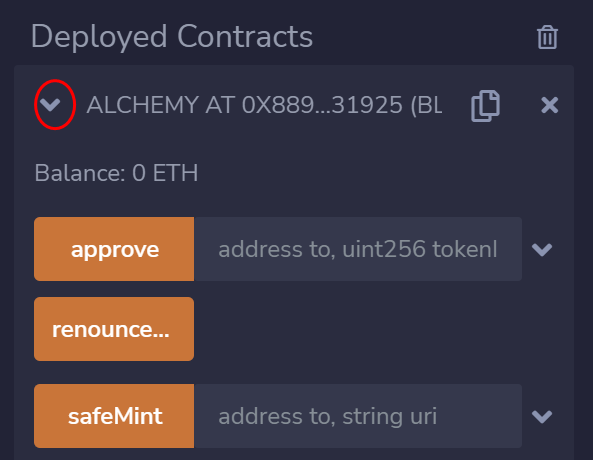 Deployed Contracts
ALCHEMY AT 0X889...31925 (BL
Balance: 0 ETH
approve address to, uint256 tokenI
renounce...
safeMint address to, string uri